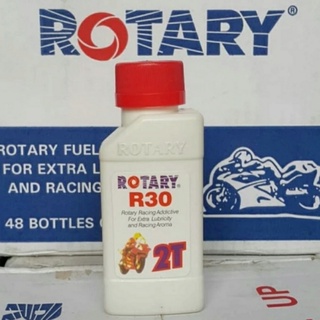 ROTARY®
ROTARY FUEL
FOR EXTRA L
AND RACING
48 BOTTLES
ROTARY
ROTARY®
R30
Rotary Racing-Addictive
For Extra Lubricity
and Racing Aroma
2T
UP